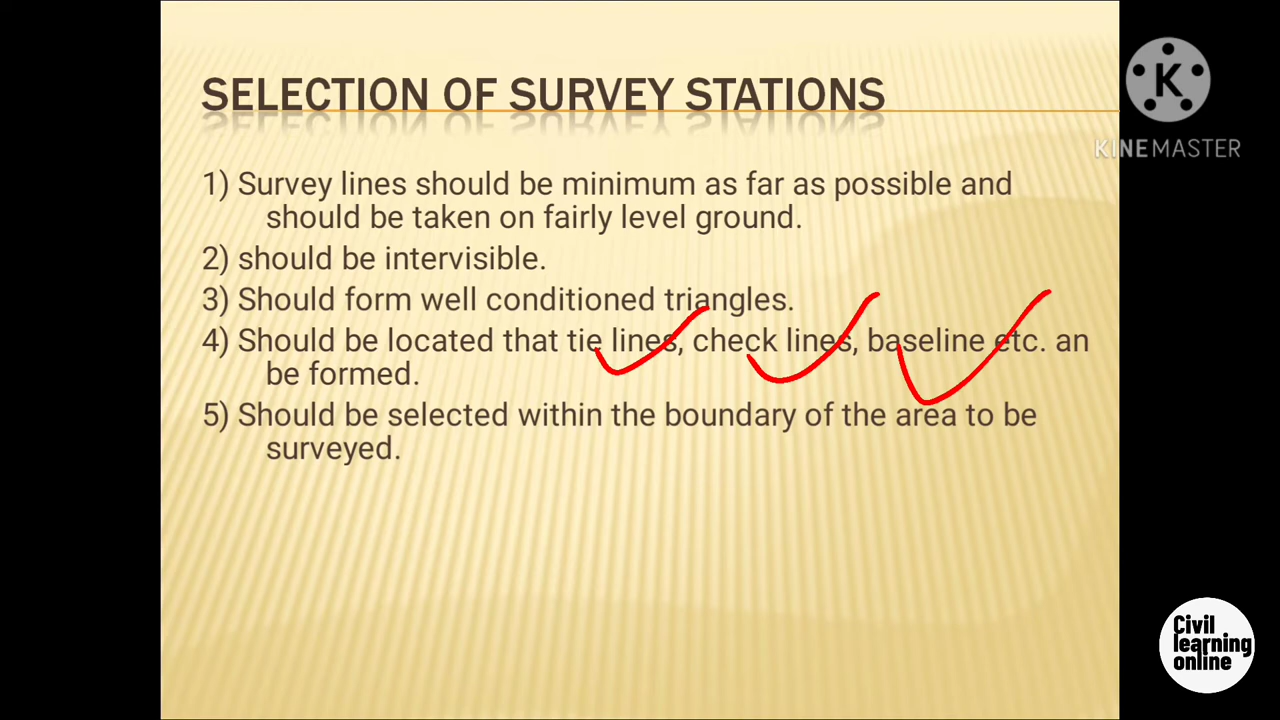 SELECTION OF SURVEY STATIONS
K
KINEMASTER
1) Survey lines should be minimum as far as possible and
should be taken on fairly level ground.
2) should be intervisible.
3) Should form well conditioned triangles.
4) Should be located that tie lines, check lines, baseline etc. an
be formed.
5) Should be selected within the boundary of the area to be
surveyed.
Civil
learning
online